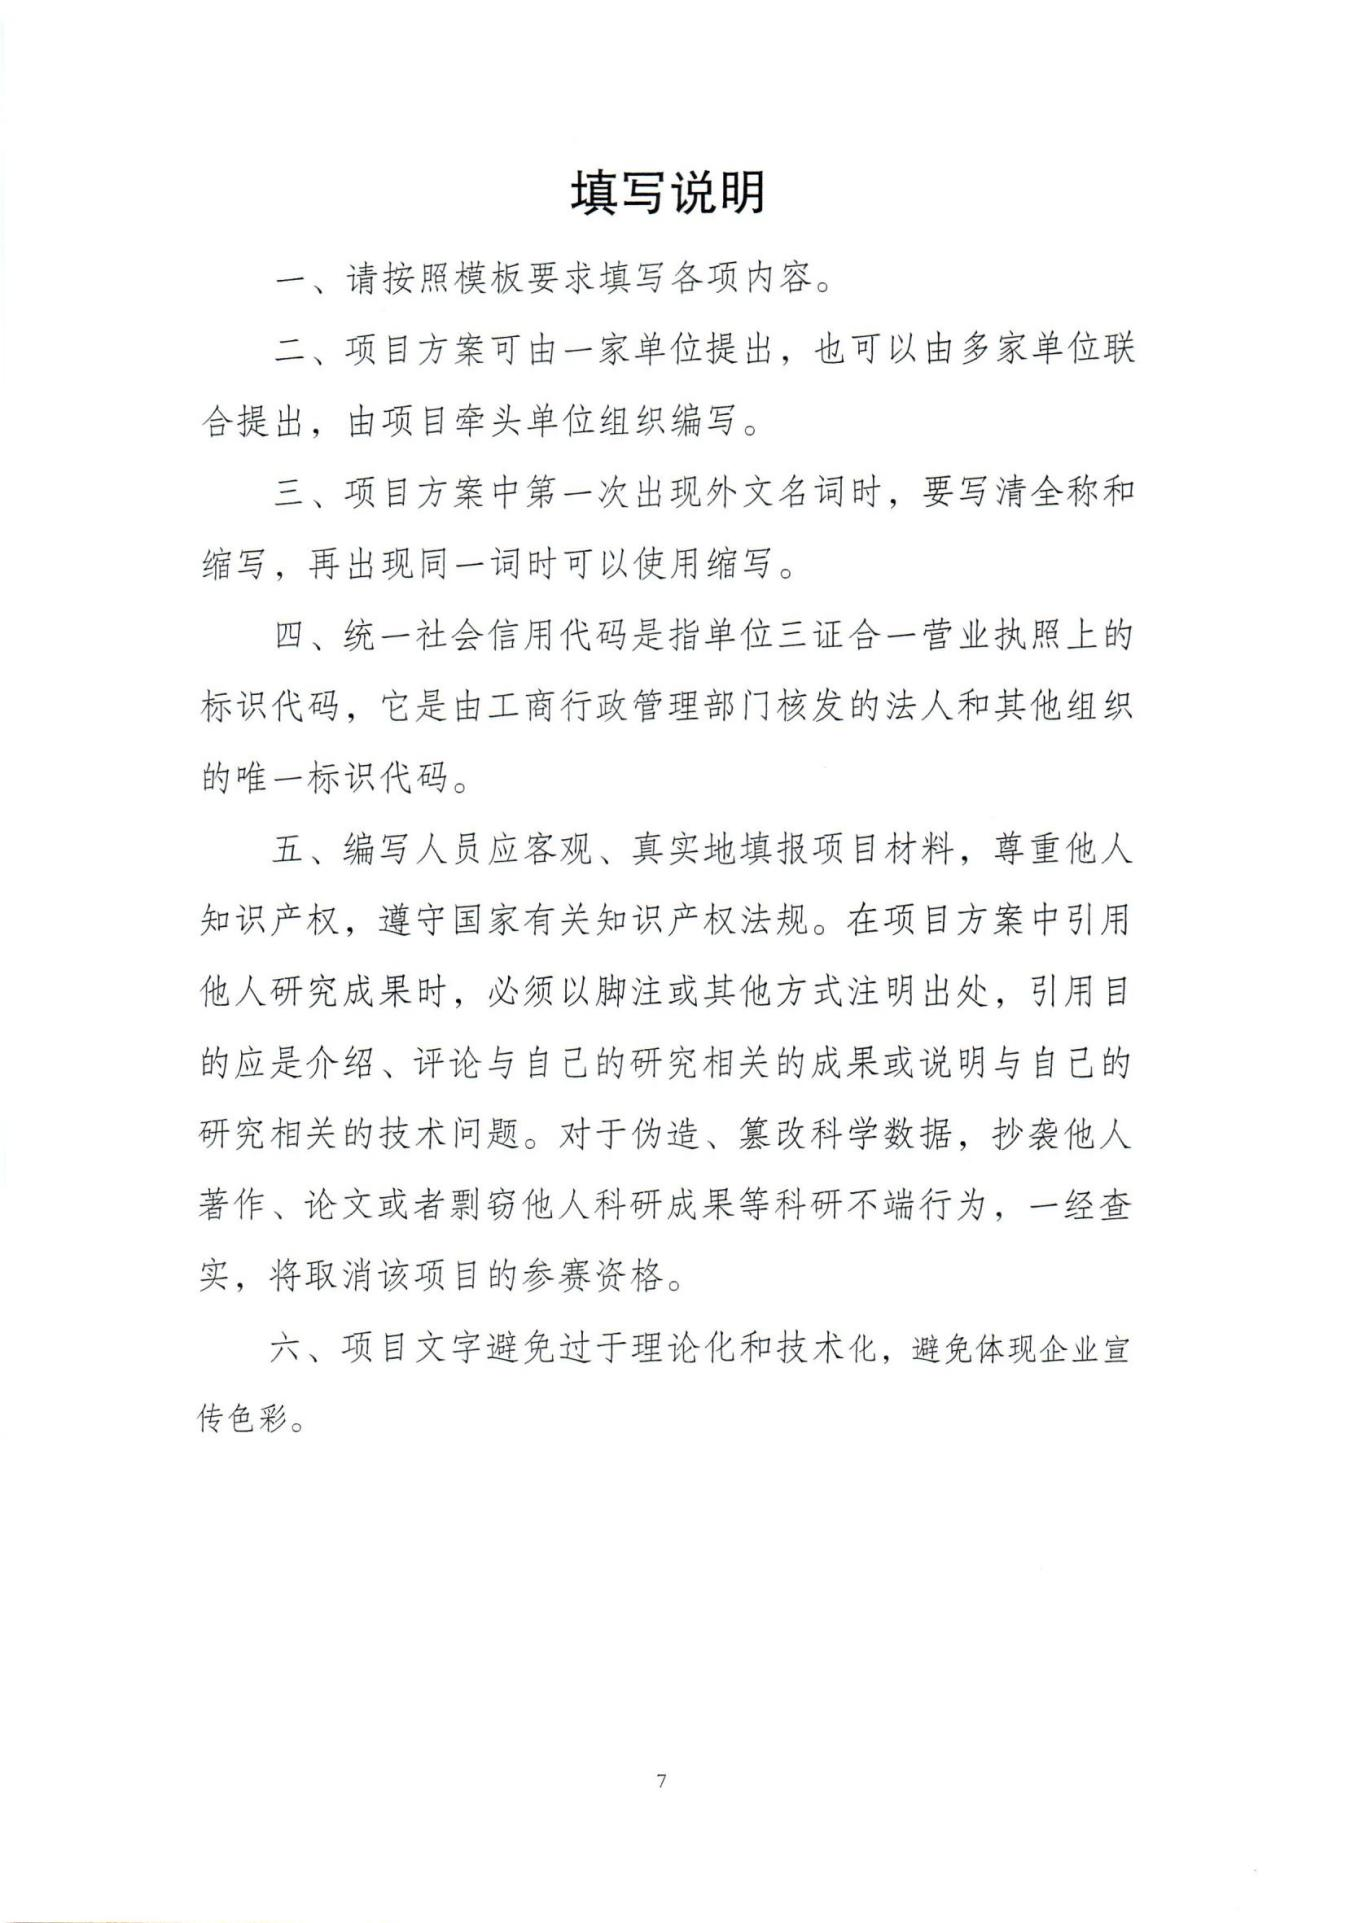 填写说明
一、请按照模板要求填写各项内容。
二、项目方案可由一家单位提出，也可以由多家单位联
合提出，由项目牵头单位组织编写。
三、项目方案中第一次出现外文名词时，要写清全称和
缩写，再出现同一词时可以使用缩写。
四、统一社会信用代码是指单位三证合一营业执照上的
标识代码，它是由工商行政管理部门核发的法人和其他组织
的唯一标识代码。
五、编写人员应客观、真实地填报项目材料，尊重他人
知识产权，遵守国家有关知识产权法规。在项目方案中引用
他人研究成果时，必须以脚注或其他方式注明出处，引用目
的应是介绍、评论与自己的研究相关的成果或说明与自己的
研究相关的技术问题。对于伪造、篡改科学数据，抄袭他人
著作、论文或者剽窃他人科研成果等科研不端行为，一经查
实，将取消该项目的参赛资格。
六、项目文字避免过于理论化和技术化，避免体现企业宣
传色彩。
7